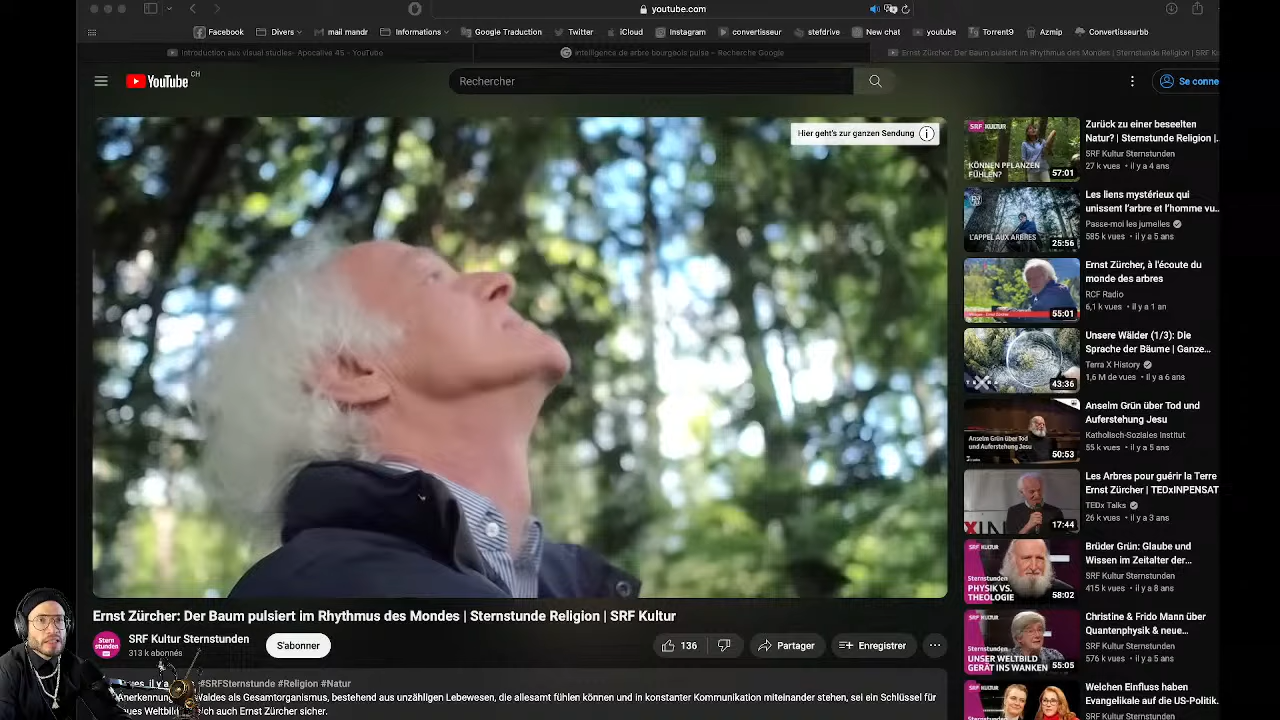 youtube.com
Facebook
Divers
mail mandr
Informations
Google Traduction
Twitter
iCloud
Instagram
convertisseur
stefdrive
New chat
youtube
Torrent9
Azmip
Convertisseurbb
Introduction aux visual studies- Apocalive 45 - YouTube
intelligence de arbre bourgeois pulse – Recherche Google
Ernst Zürcher: Der Baum pulsiert im Rhythmus des Mondes | Sternstunde Religion | SRF K
YouTube CH
Rechercher
Se conne
Hier geht's zur ganzen Sendung
SRF KULTUR
KÖNNEN PFLANZEN
FÜHLEN?
57:01
Zurück zu einer beseelten
Natur? | Sternstunde Religion |...
SRF Kultur Sternstunden
27 k vues • il y a 4 ans
L'APPEL AUX ARBRES
25:56
Les liens mystérieux qui
unissent l'arbre et l'homme vu...
Passe-moi les jumelles
585 k vues • il y a 5 ans
55:01
Ernst Zürcher, à l'écoute du
monde des arbres
RCF Radio
6,1 k vues • il y a 1 an
TERRA X
43:36
Unsere Wälder (1/3): Die
Sprache der Bäume | Ganze...
Terra X History
1,6 M de vues • il y a 6 ans
Anselm Grün über Tod
und Auferstehung Jesu
50:53
Anselm Grün über Tod und
Auferstehung Jesu
Katholisch-Soziales Institut
55 k vues • il y a 5 ans
17:44
Les Arbres pour guérir la Terre
Ernst Zürcher | TEDxINPENSAT
TEDx Talks
26 k vues • il y a 3 ans
SRF KULTUR
Sternstunden
PHYSIK VS.
THEOLOGIE
58:02
Brüder Grün: Glaube und
Wissen im Zeitalter der...
SRF Kultur Sternstunden
415 k vues • il y a 8 ans
SRF KULTUR
Sternstunden
UNSER WELTBILD
GERÄT INS WANKEN
55:05
Christine & Frido Mann über
Quantenphysik & neue...
SRF Kultur Sternstunden
576 k vues • il y a 5 ans
SRF KULTUR
Welchen Einfluss haben
Evangelikale auf die US-Politik.
SRF Kultur Sternstunden
Ernst Zürcher: Der Baum pulsiert im Rhythmus des Mondes | Sternstunde Religion | SRF Kultur
Stern
stunden
SRF Kultur Sternstunden
313 k abonnés
S'abonner
136
Partager
Enregistrer
#SRFSternstunde #Religion #Natur
Anerkennung
Waldes als Gesamtorganismus, bestehend aus unzähligen Lebewesen, die allesamt fühlen können und in konstanter Kommunikation miteinander stehen, sei ein Schlüssel für
auch Ernst Zürcher sicher.